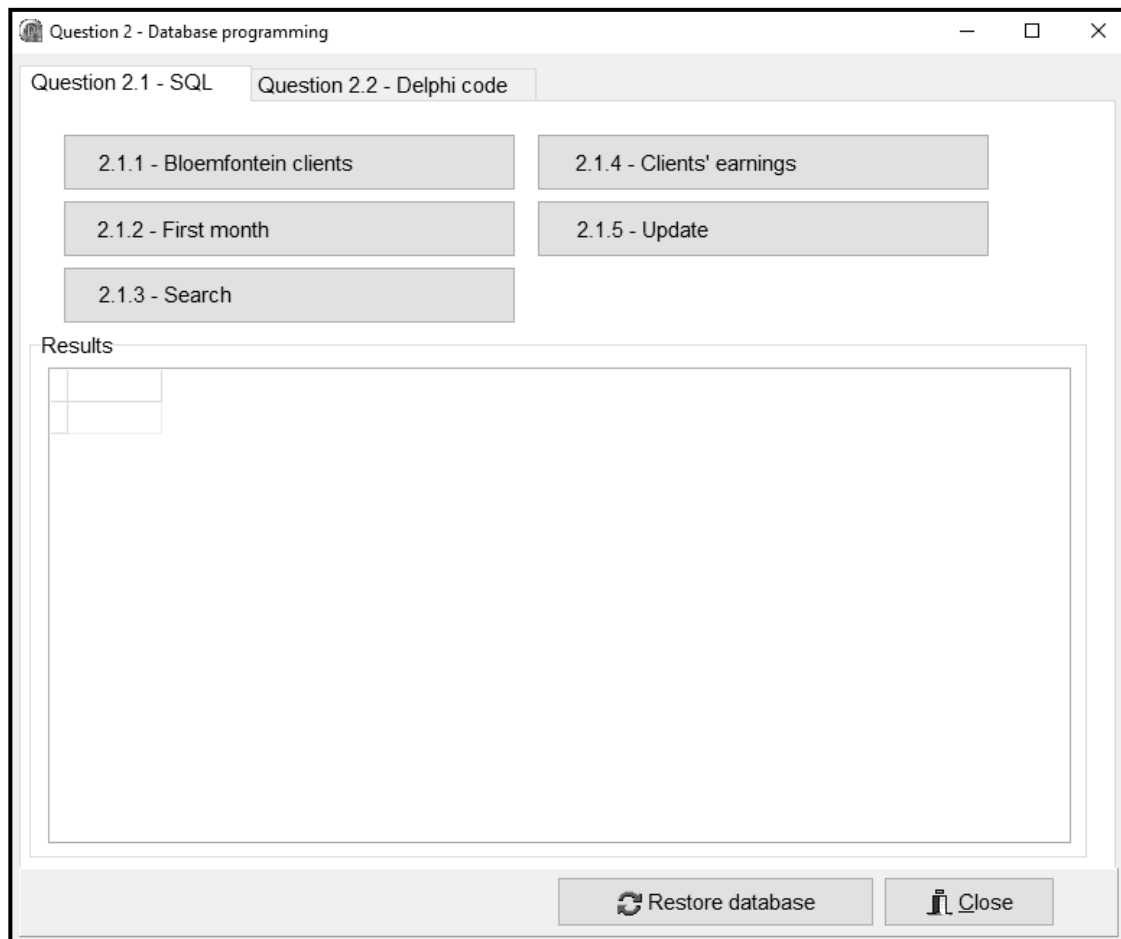 Question 2 - Database programming
Question 2.1 - SQL
Question 2.2 - Delphi code
2.1.1 - Bloemfontein clients
2.1.4 - Clients' earnings
2.1.2 - First month
2.1.5 - Update
2.1.3 - Search
Results
Restore database
Close